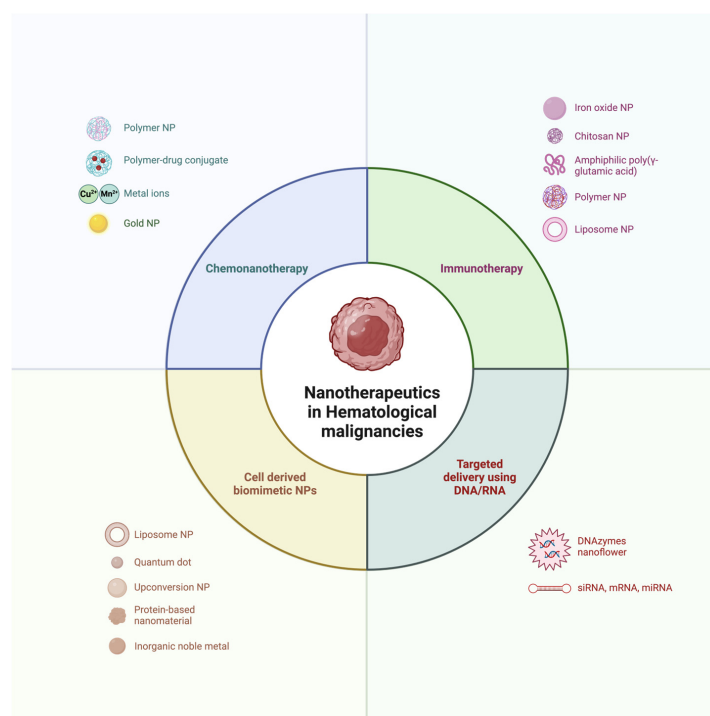 Polymer NP
Polymer-drug conjugate
Cu²⁺ Mn²⁺ Metal ions
Gold NP
Iron oxide NP
Chitosan NP
Amphiphilic poly(γ-
glutamic acid)
Polymer NP
Liposome NP
Chemonanotherapy
Immunotherapy
Nanotherapeutics
in Hematological
malignancies
Cell derived
biomimetic NPs
Targeted
delivery using
DNA/RNA
Liposome NP
Quantum dot
Upconversion NP
Protein-based
nanomaterial
Inorganic noble metal
DNAzymes
nanoflower
siRNA, mRNA, miRNA